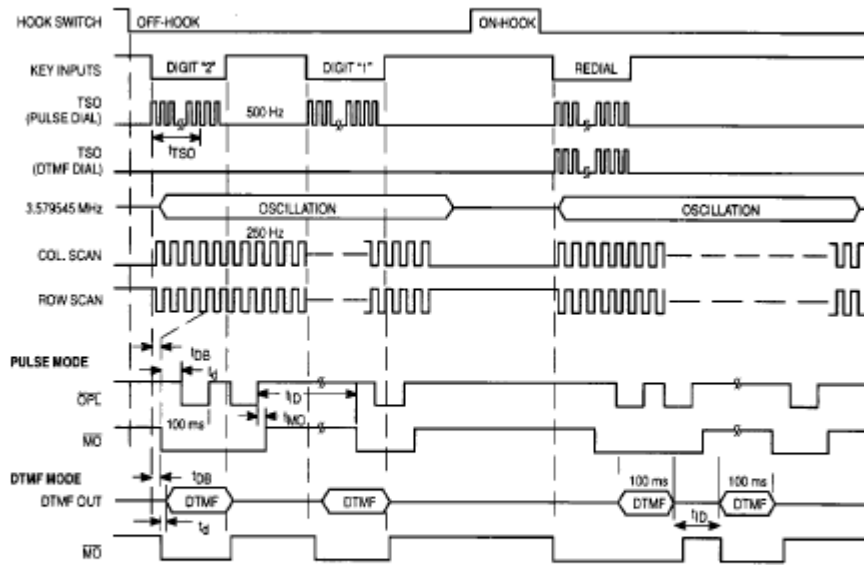 HOOK SWITCH OFF-HOOK ON-HOOK
KEY INPUTS DIGIT "2" DIGIT "1" REDIAL
TSO
(PULSE DIAL) 500 Hz
tTSO
TSO
(DTMF DIAL)
3.579545 MHz OSCILLATION OSCILLATION
250 Hz
COL. SCAN
ROW SCAN
tDB
PULSE MODE td
OPL tID
100 ms tMO
MO
DTMF MODE tDB 100 ms 100 ms
DTMF OUT DTMF DTMF DTMF DTMF
td tID
MO